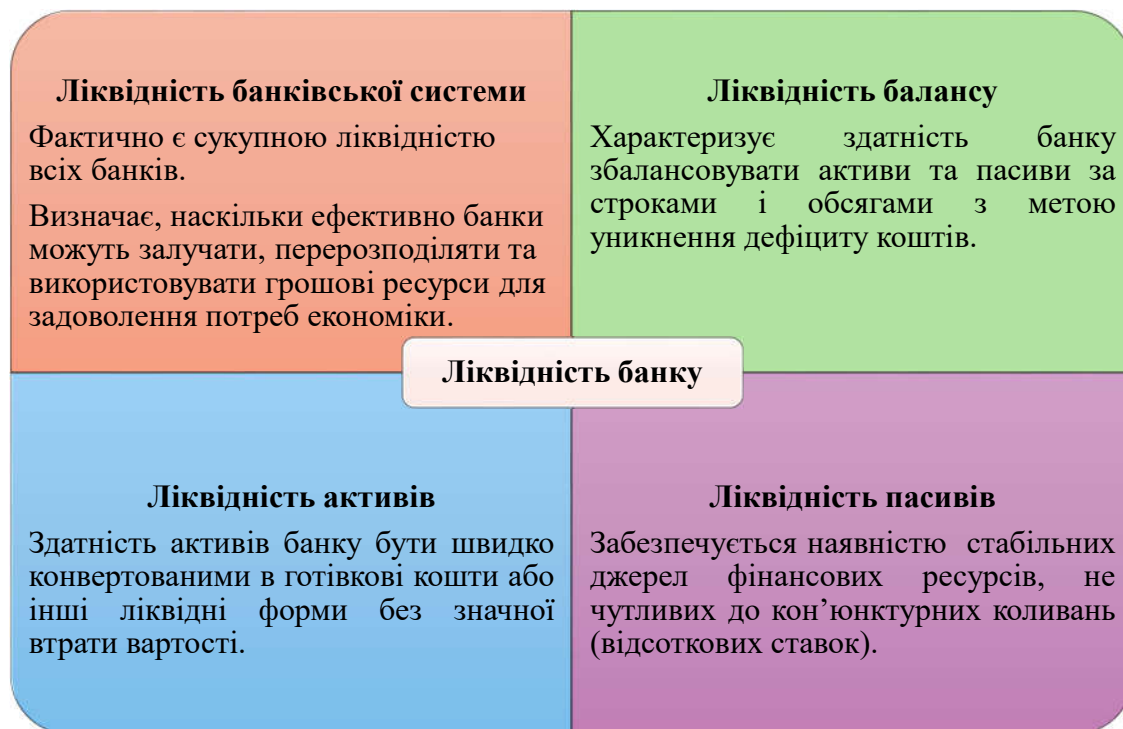 Ліквідність банківської системи
Фактично є сукупною ліквідністю
всіх банків.
Визначає, наскільки ефективно банки
можуть залучати, перерозподіляти та
використовувати грошові ресурси для
задоволення потреб економіки.
Ліквідність балансу
Характеризує здатність банку
збалансовувати активи та пасиви за
строками і обсягами з метою
уникнення дефіциту коштів.
Ліквідність банку
Ліквідність активів
Здатність активів банку бути швидко
конвертованими в готівкові кошти або
інші ліквідні форми без значної
втрати вартості.
Ліквідність пасивів
Забезпечується наявністю стабільних
джерел фінансових ресурсів, не
чутливих до кон’юнктурних коливань
(відсоткових ставок).